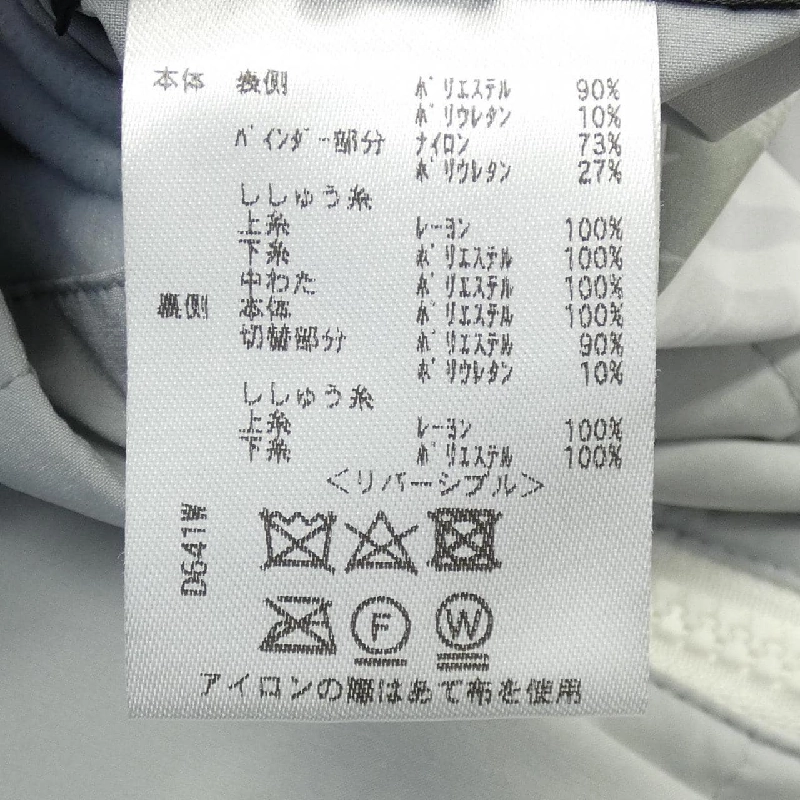 本体 表側 ポリエステル 90%
ポリウレタン 10%
バインダー部分 ナイロン 73%
ポリウレタン 27%
ししゅう糸
上糸 レーヨン 100%
下糸 ポリエステル 100%
中わた ポリエステル 100%
裏側 本体 ポリエステル 100%
切替部分 ポリエステル 90%
ポリウレタン 10%
ししゅう糸
上糸 レーヨン 100%
下糸 ポリエステル 100%
<リバーシブル>
D641W
F W
アイロンの際はあて布を使用